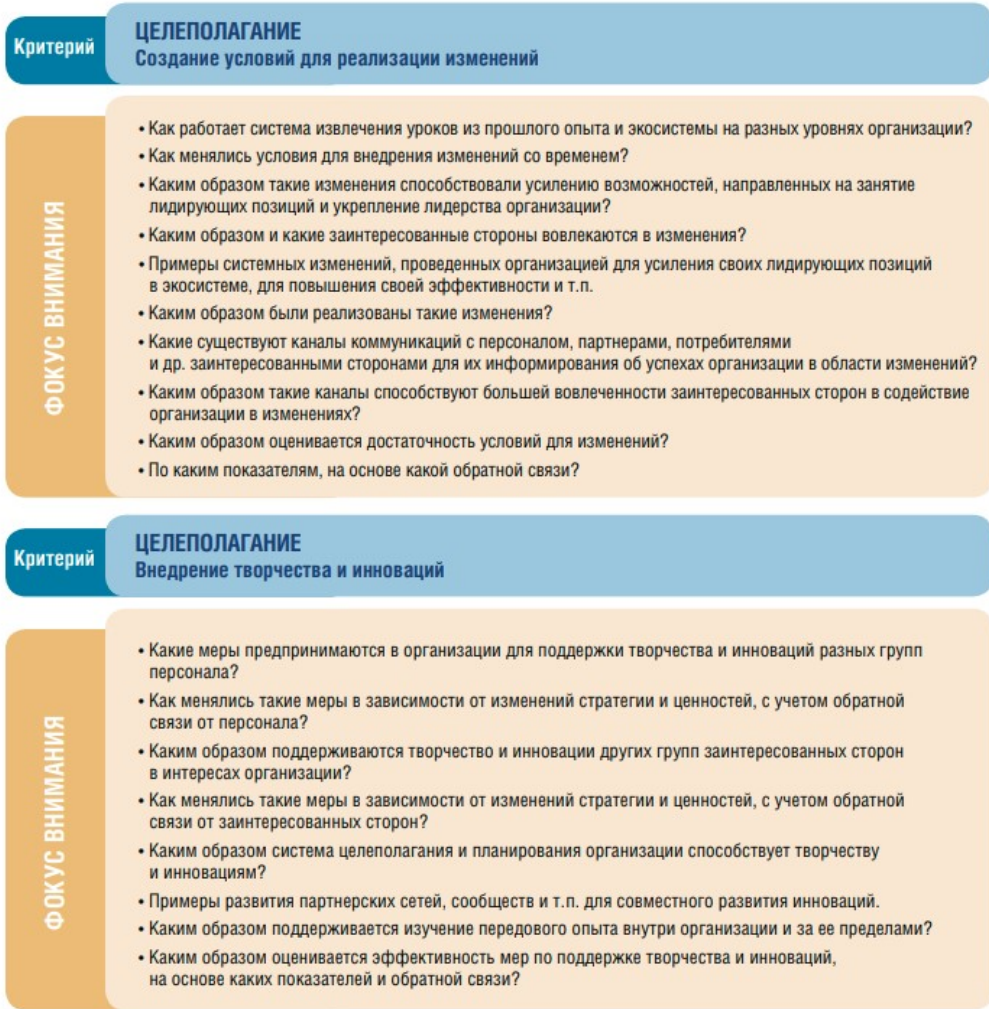 Критерий
ЦЕЛЕПОЛАГАНИЕ
Создание условий для реализации изменений
ФОКУС ВНИМАНИЯ
• Как работает система извлечения уроков из прошлого опыта и экосистемы на разных уровнях организации?
• Как менялись условия для внедрения изменений со временем?
• Каким образом такие изменения способствовали усилению возможностей, направленных на занятие
лидирующих позиций и укрепление лидерства организации?
• Каким образом и какие заинтересованные стороны вовлекаются в изменения?
• Примеры системных изменений, проведенных организацией для усиления своих лидирующих позиций
в экосистеме, для повышения своей эффективности и т.п.
• Каким образом были реализованы такие изменения?
• Какие существуют каналы коммуникаций с персоналом, партнерами, потребителями
и др. заинтересованными сторонами для их информирования об успехах организации в области изменений?
• Каким образом такие каналы способствуют большей вовлеченности заинтересованных сторон в содействие
организации в изменениях?
• Каким образом оценивается достаточность условий для изменений?
• По каким показателям, на основе какой обратной связи?
Критерий
ЦЕЛЕПОЛАГАНИЕ
Внедрение творчества и инноваций
ФОКУС ВНИМАНИЯ
• Какие меры предпринимаются в организации для поддержки творчества и инноваций разных групп
персонала?
• Как менялись такие меры в зависимости от изменений стратегии и ценностей, с учетом обратной
связи от персонала?
• Каким образом поддерживаются творчество и инновации других групп заинтересованных сторон
в интересах организации?
• Как менялись такие меры в зависимости от изменений стратегии и ценностей, с учетом обратной
связи от заинтересованных сторон?
• Каким образом система целеполагания и планирования организации способствует творчеству
и инновациям?
• Примеры развития партнерских сетей, сообществ и т.п. для совместного развития инноваций.
• Каким образом поддерживается изучение передового опыта внутри организации и за ее пределами?
• Каким образом оценивается эффективность мер по поддержке творчества и инноваций,
на основе каких показателей и обратной связи?